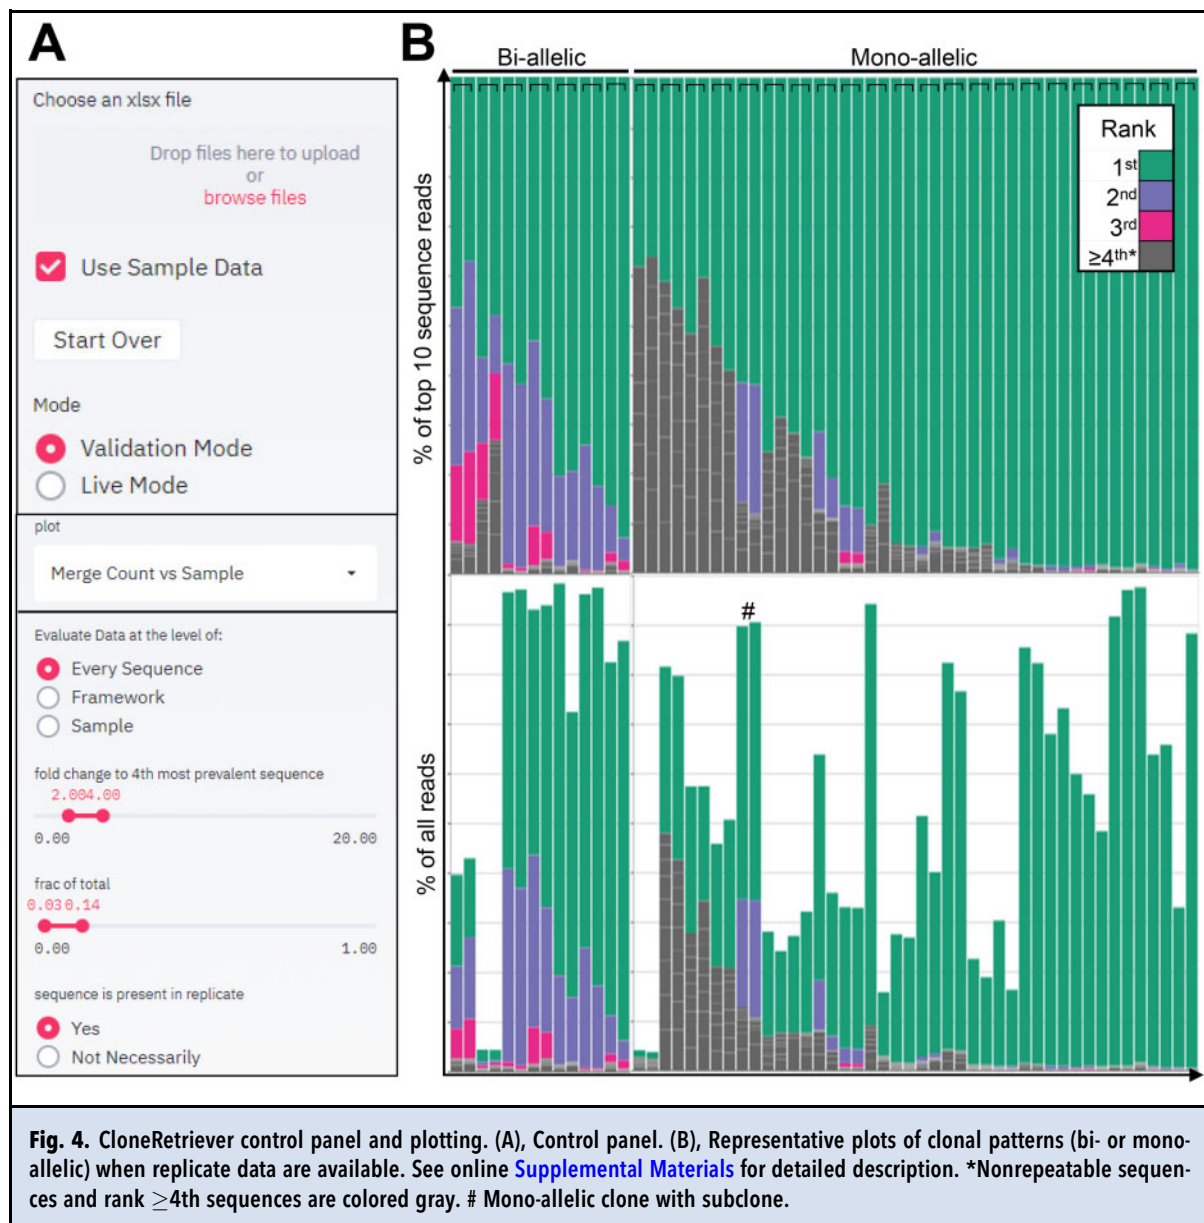 A
Choose an xlsx file
Drop files here to upload
or
browse files
Use Sample Data
Start Over
Mode
Validation Mode
Live Mode
plot
Merge Count vs Sample
Evaluate Data at the level of:
Every Sequence
Framework
Sample
fold change to 4th most prevalent sequence
2.004.00
0.00 20.00
frac of total
0.030.14
0.00 1.00
sequence is present in replicate
Yes
Not Necessarily
B
Bi-allelic Mono-allelic
% of top 10 sequence reads
Rank
1st
2nd
3rd
≥4th*
% of all reads
#
Fig. 4. CloneRetriever control panel and plotting. (A), Control panel. (B), Representative plots of clonal patterns (bi- or mono-
allelic) when replicate data are available. See online Supplemental Materials for detailed description. *Nonrepeatable sequen-
ces and rank ≥4th sequences are colored gray. # Mono-allelic clone with subclone.